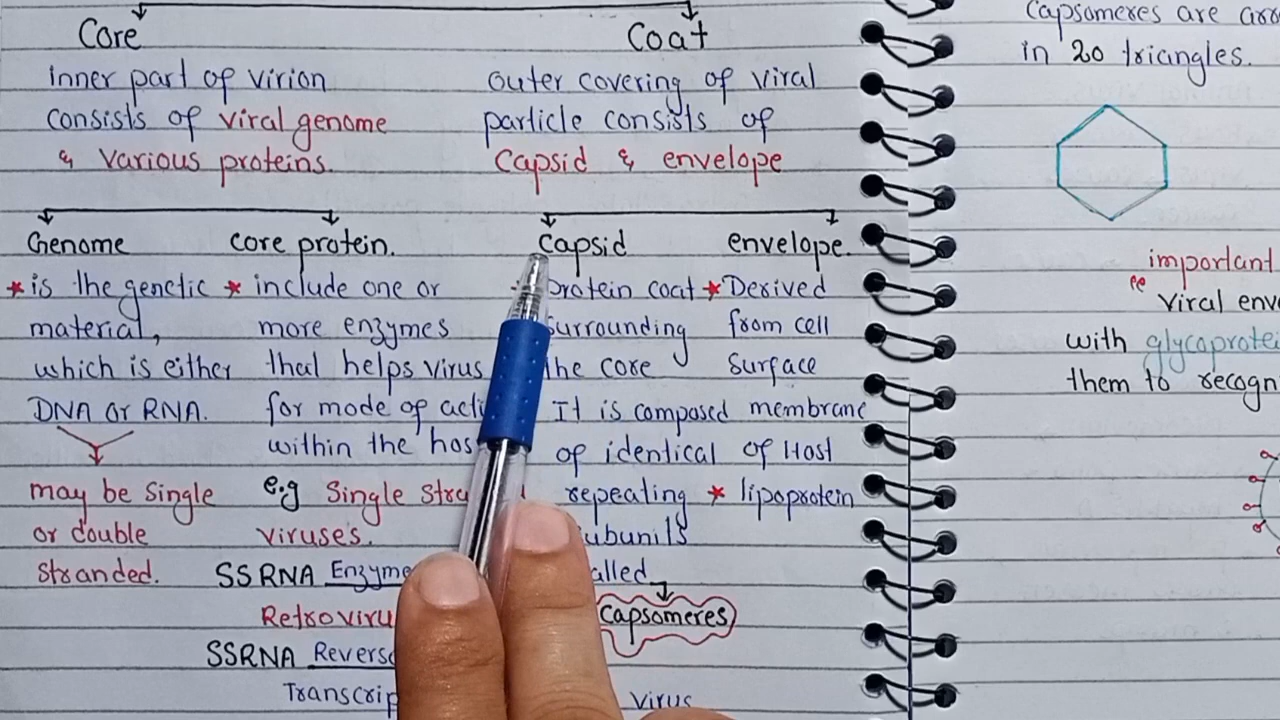 Core
Coat
inner part of virion
consists of viral genome
& various proteins.
outer covering of viral
particle consists of
Capsid & envelope
Genome
* is the genetic
material,
which is either
DNA or RNA.
may be single
or double
stranded.
core protein.
* include one or
more enzymes
that helps virus
for mode of
within the
e.g Single
viruses.
SSRNA
Retro
SSRNA
Capsid
protein coat
surrounding
the core
It is composed
of identical
repeating
Capsomeres
virus
envelope.
* Derived
from cell
surface
membrane
of Host
* lipoprotein
Capsomeres are
in 20 triangles.
important
Viral
with
them to